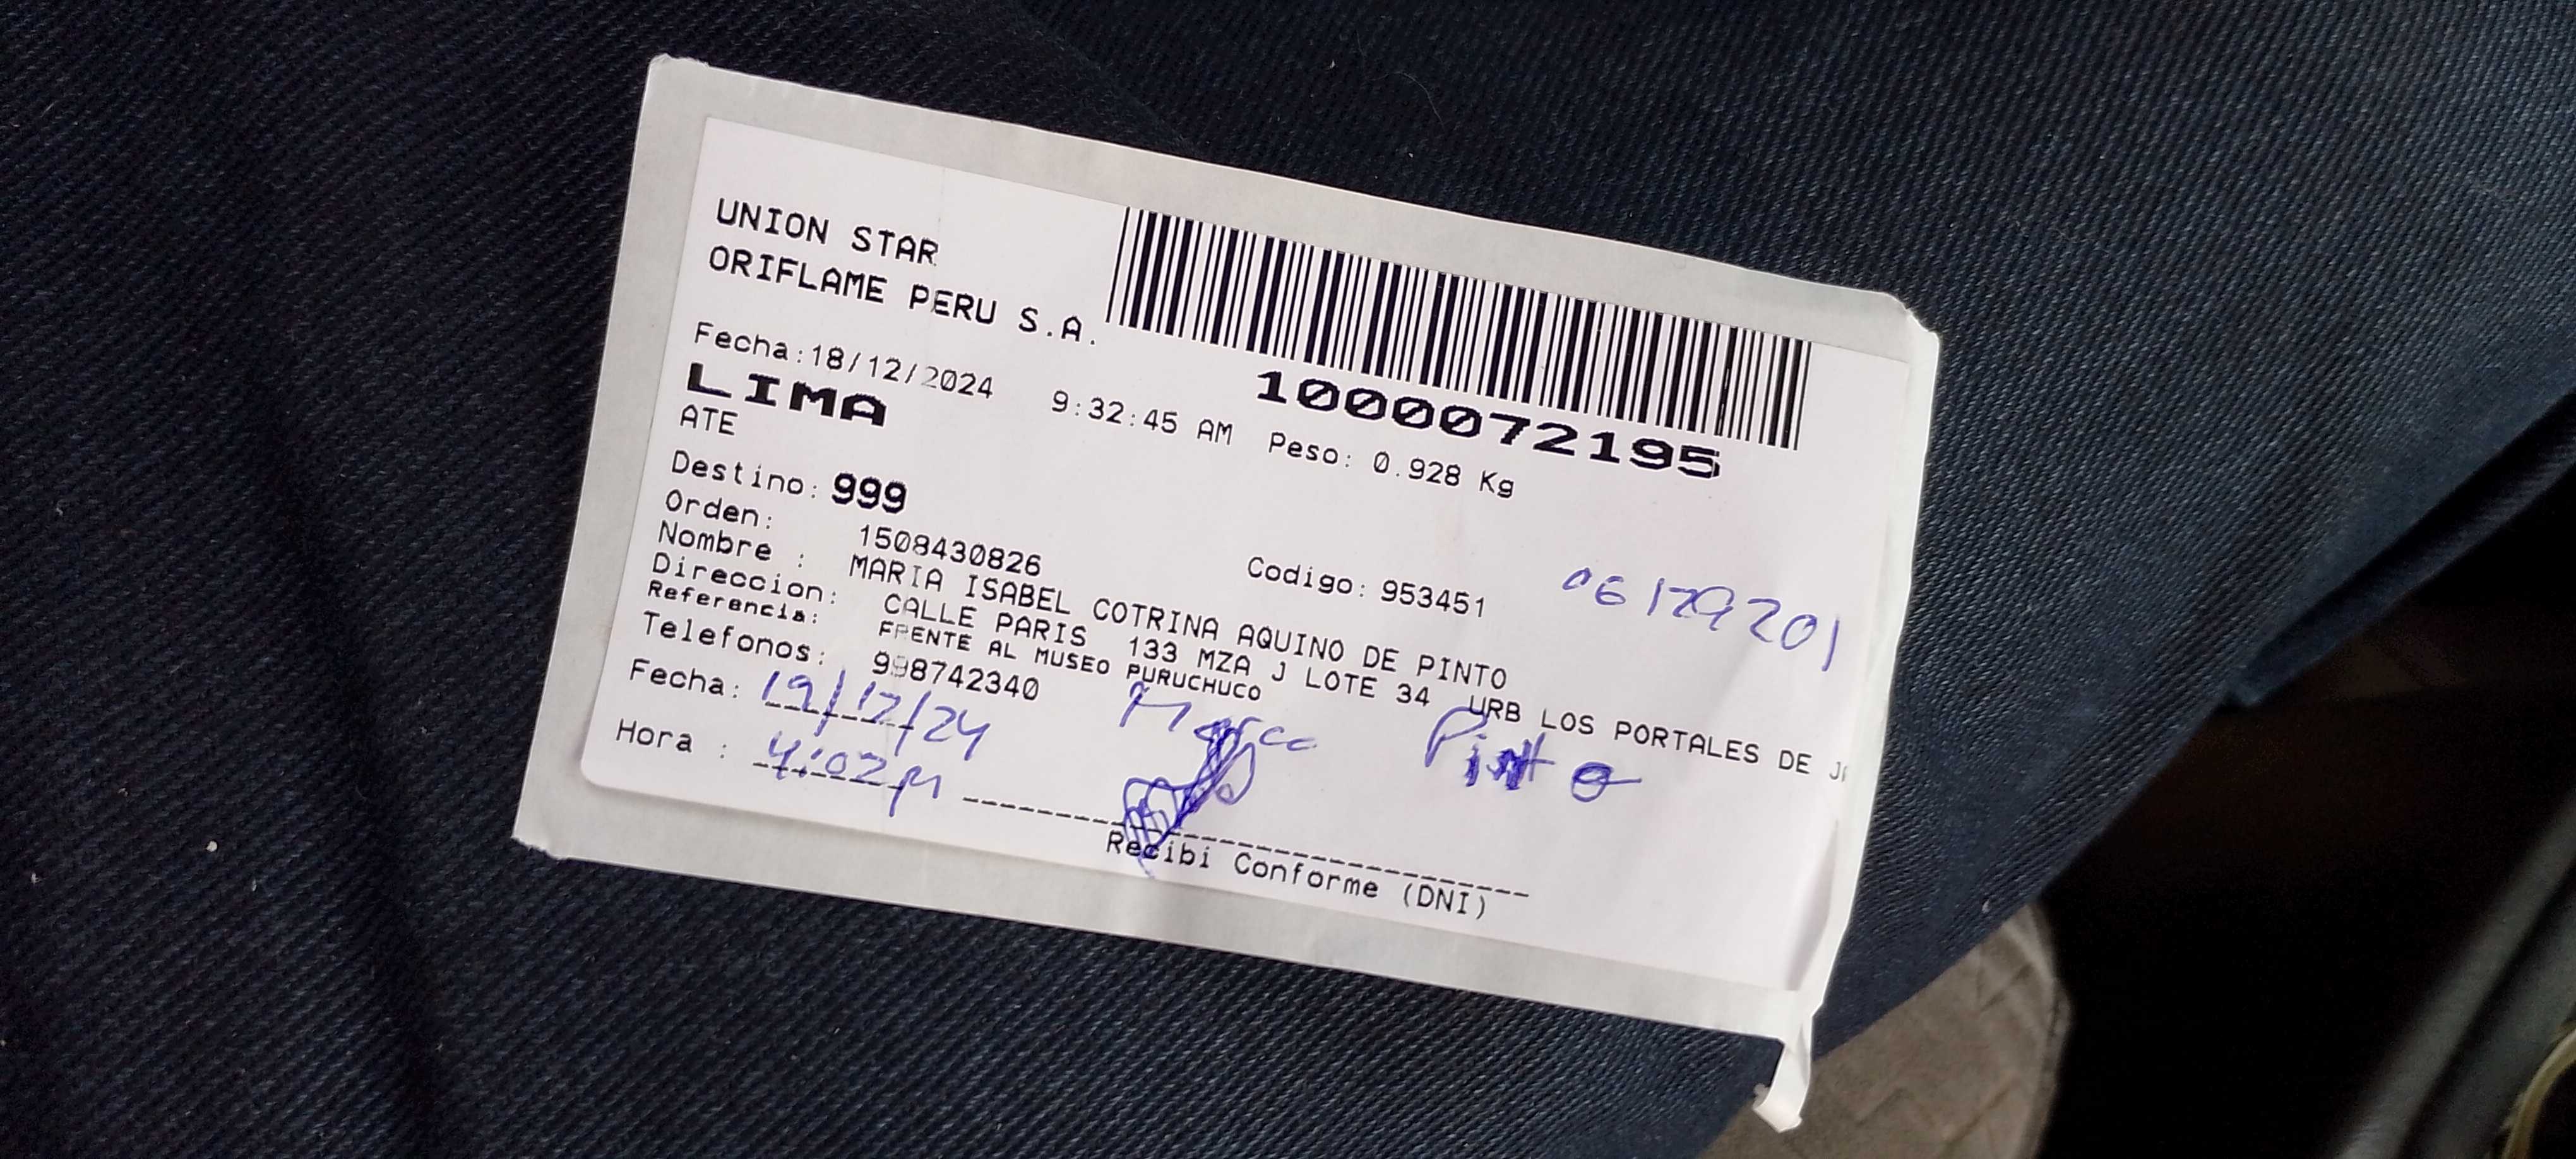 UNION STAR
ORIFLAME PERU S.A.
1000072195
Fecha:18/12/2024 9:32:45 AM Peso: 0.928 Kg
LIMA
ATE
Destino: 999
Orden: 1508430826 Codigo: 953451 06179201
Nombre : MARIA ISABEL COTRINA AQUINO DE PINTO
Direccion: CALLE PARIS 133 MZA J LOTE 34 URB LOS PORTALES DE
Referencia: FRENTE AL MUSEO PURUCHUCO
Telefonos: 998742340
Fecha: 19/12/24 Pinto
Hora : 4:02
Recibi Conforme (DNI)